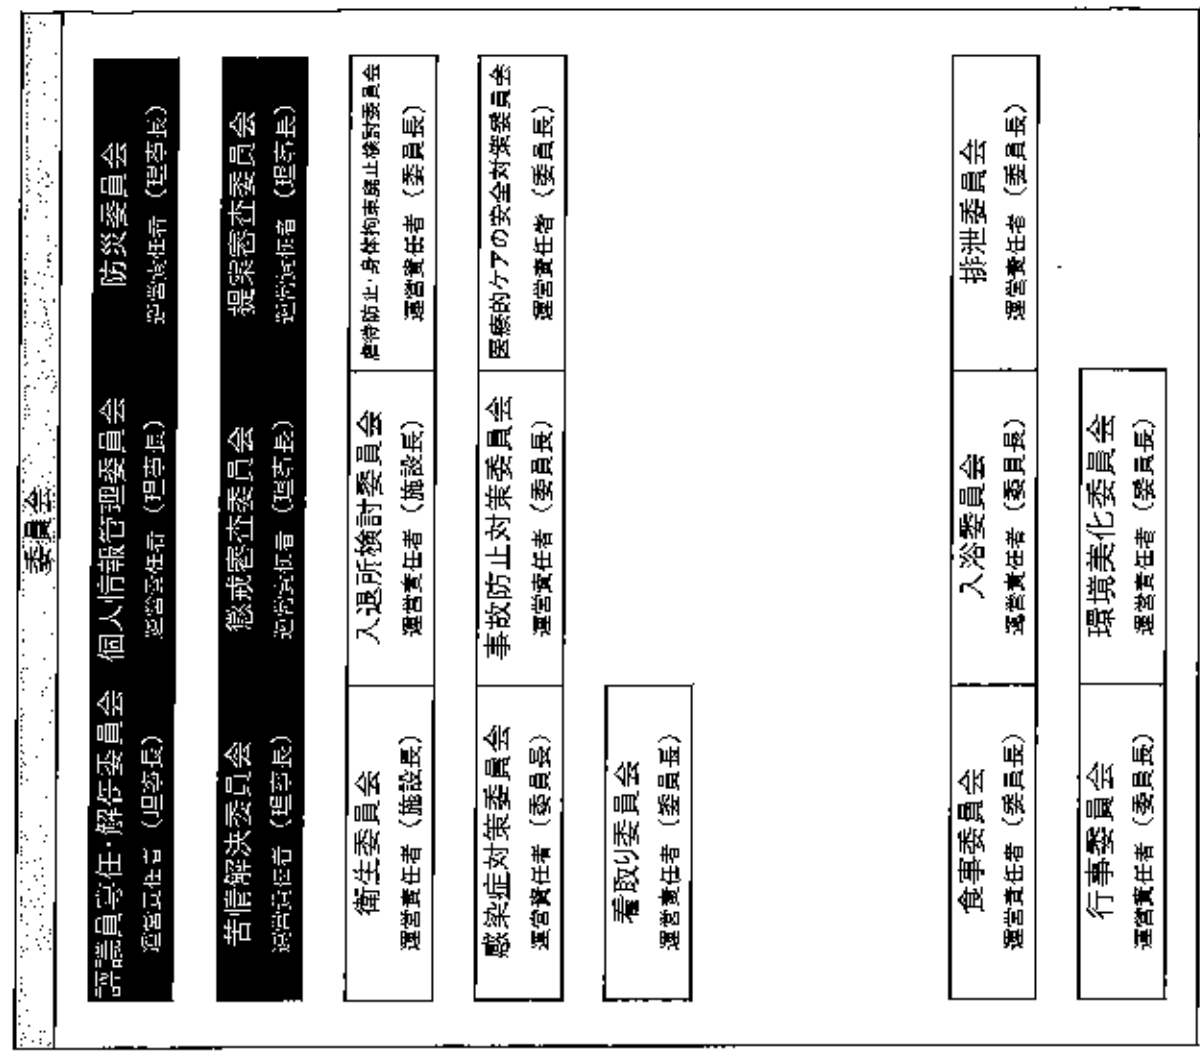 委員会
評議員専任・解任委員会
運営責任者（理事長）
個人情報管理委員会
運営責任者（理事長）
防災委員会
運営責任者（理事長）
苦情解決委員会
運営責任者（理事長）
懲戒審査委員会
運営責任者（理事長）
提案審査委員会
運営責任者（理事長）
衛生委員会
運営責任者（施設長）
入退所検討委員会
運営責任者（施設長）
虐待防止・身体拘束廃止検討委員会
運営責任者（委員長）
感染症対策委員会
運営責任者（委員長）
事故防止対策委員会
運営責任者（委員長）
医療的ケアの安全対策委員会
運営責任者（委員長）
看取り委員会
運営責任者（委員長）
食事委員会
運営責任者（委員長）
入浴委員会
運営責任者（委員長）
排泄委員会
運営責任者（委員長）
行事委員会
運営責任者（委員長）
環境美化委員会
運営責任者（委員長）